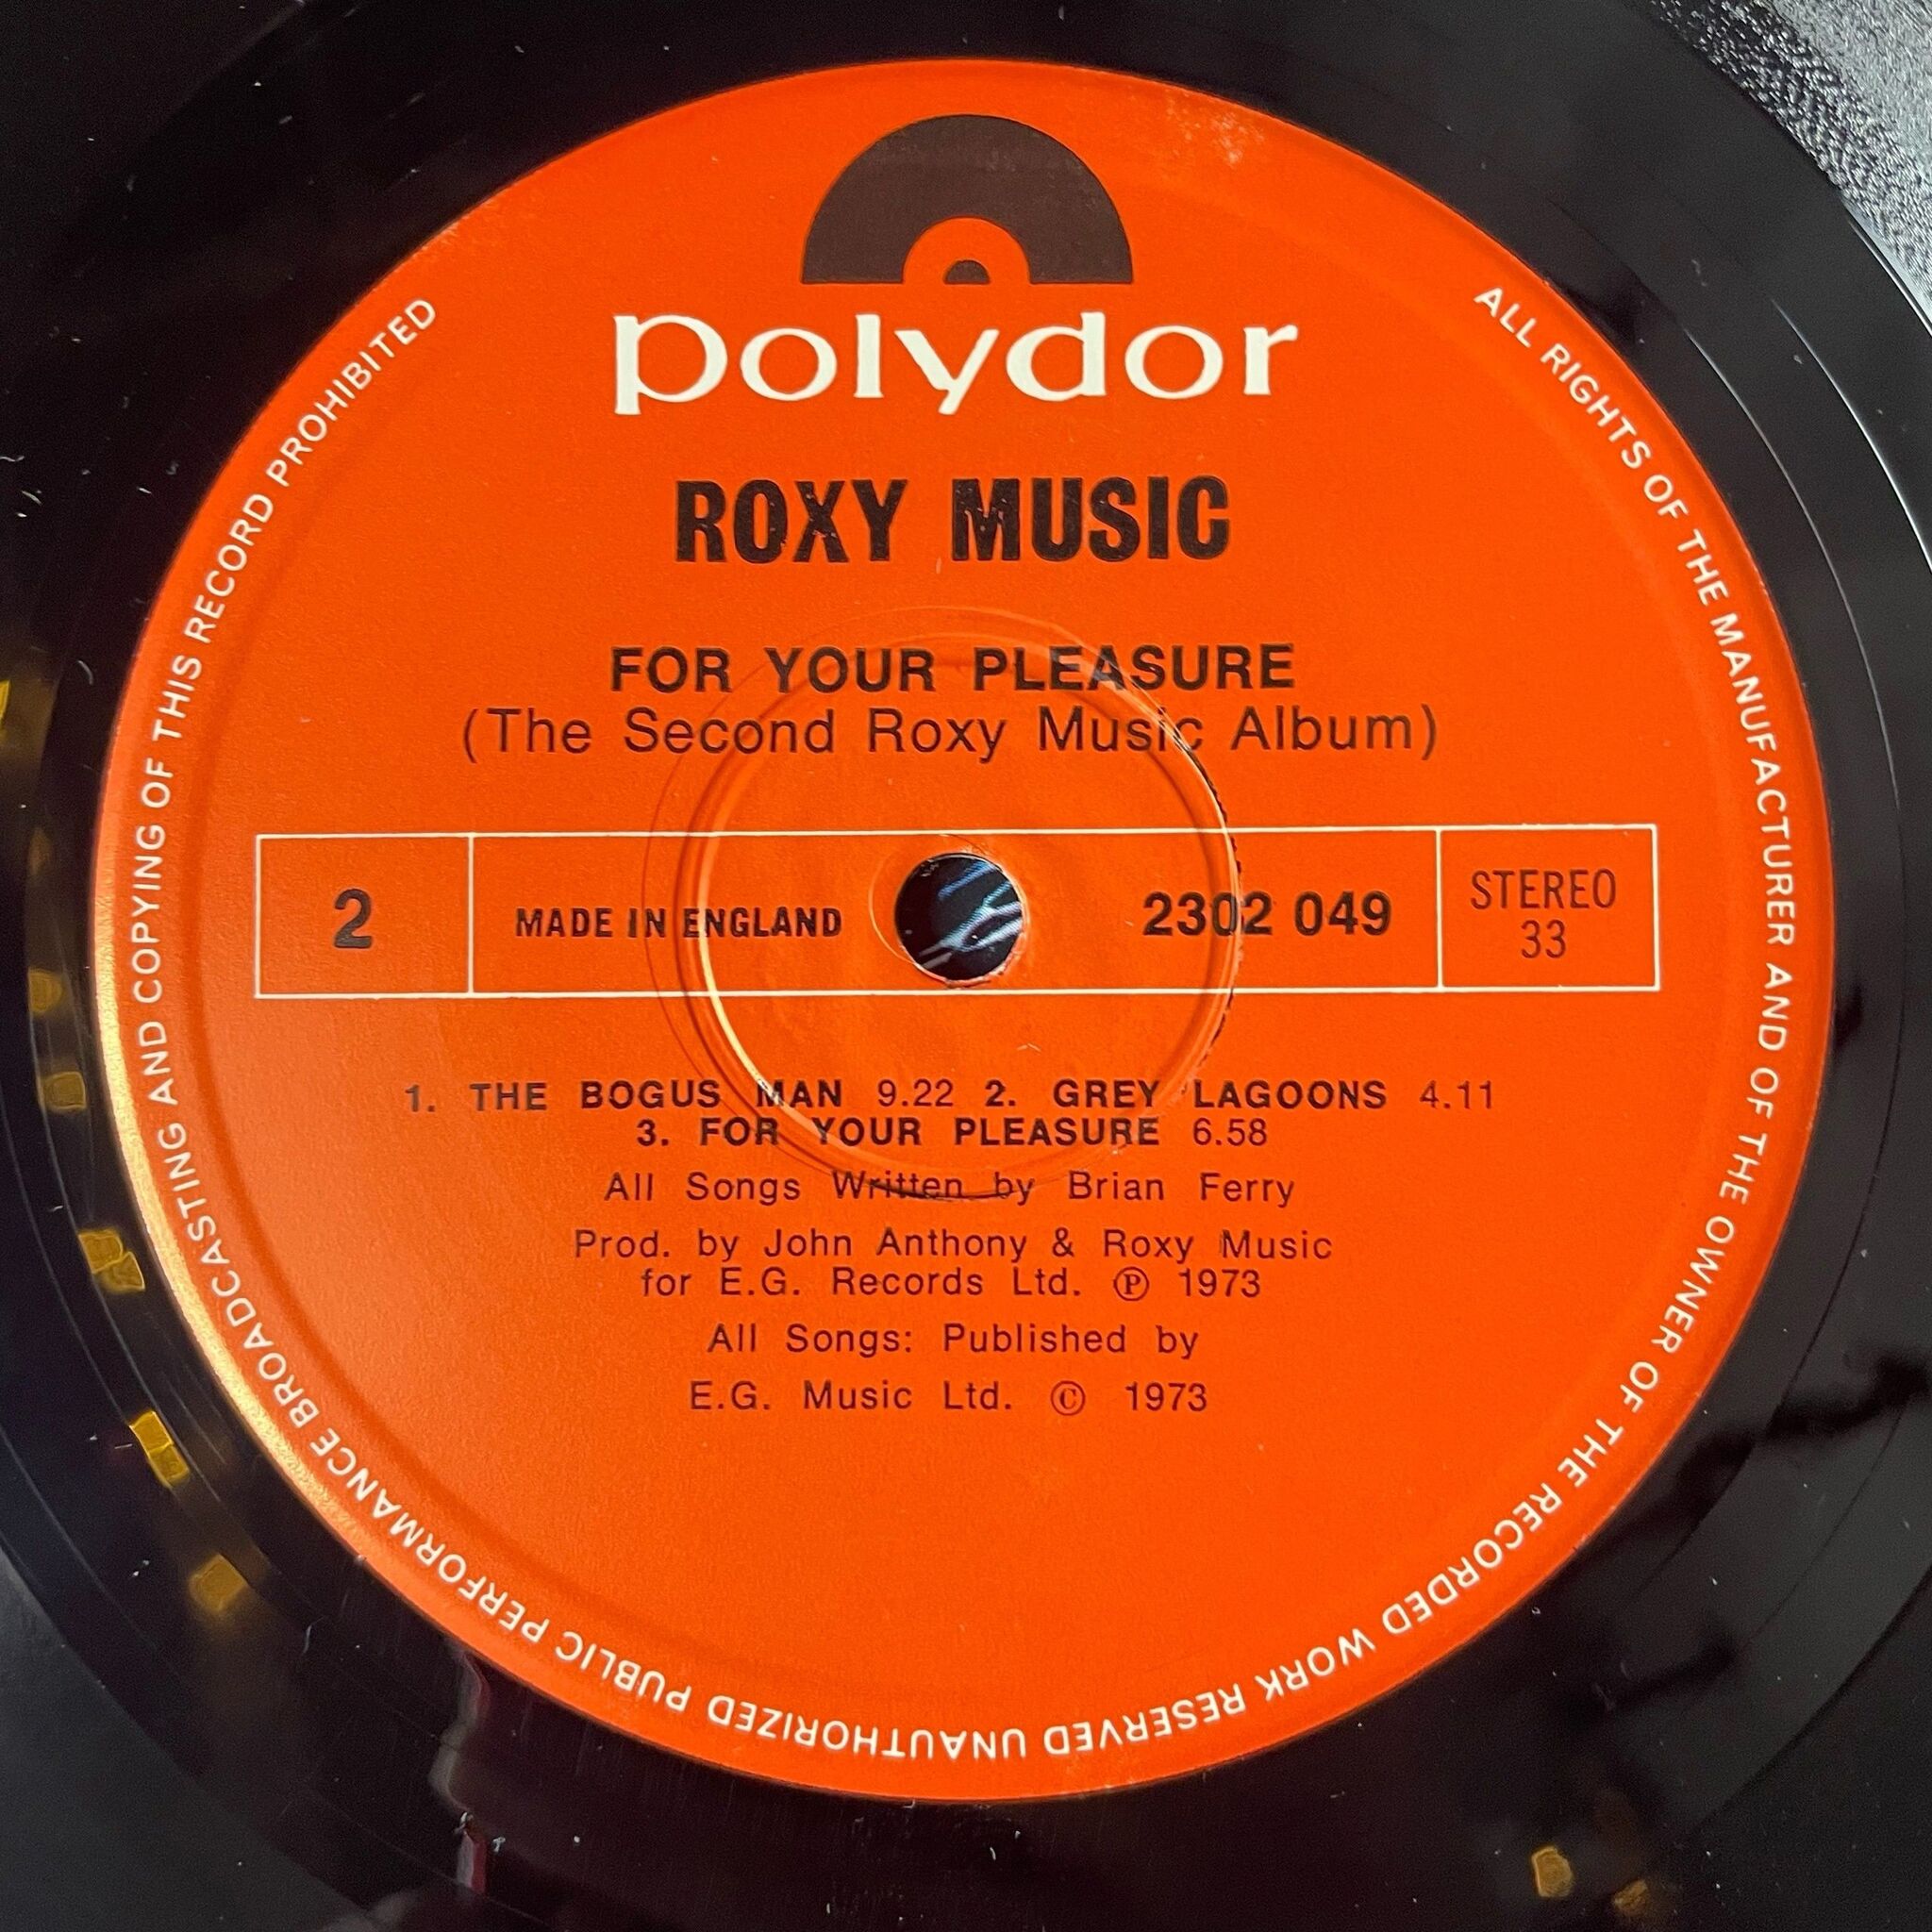 polydor
ROXY MUSIC
FOR YOUR PLEASURE
(The Second Roxy Music Album)
2
MADE IN ENGLAND
2302 049
STEREO
33
1. THE BOGUS MAN 9.22 2. GREY LAGOONS 4.11
3. FOR YOUR PLEASURE 6.58
All Songs Written by Brian Ferry
Prod. by John Anthony & Roxy Music
for E.G. Records Ltd. ℗ 1973
All Songs: Published by
E.G. Music Ltd. © 1973
ALL RIGHTS OF THE MANUFACTURER AND OF THE OWNER OF THE RECORDED WORK RESERVED UNAUTHORIZED PUBLIC PERFORMANCE BROADCASTING AND COPYING OF THIS RECORD PROHIBITED